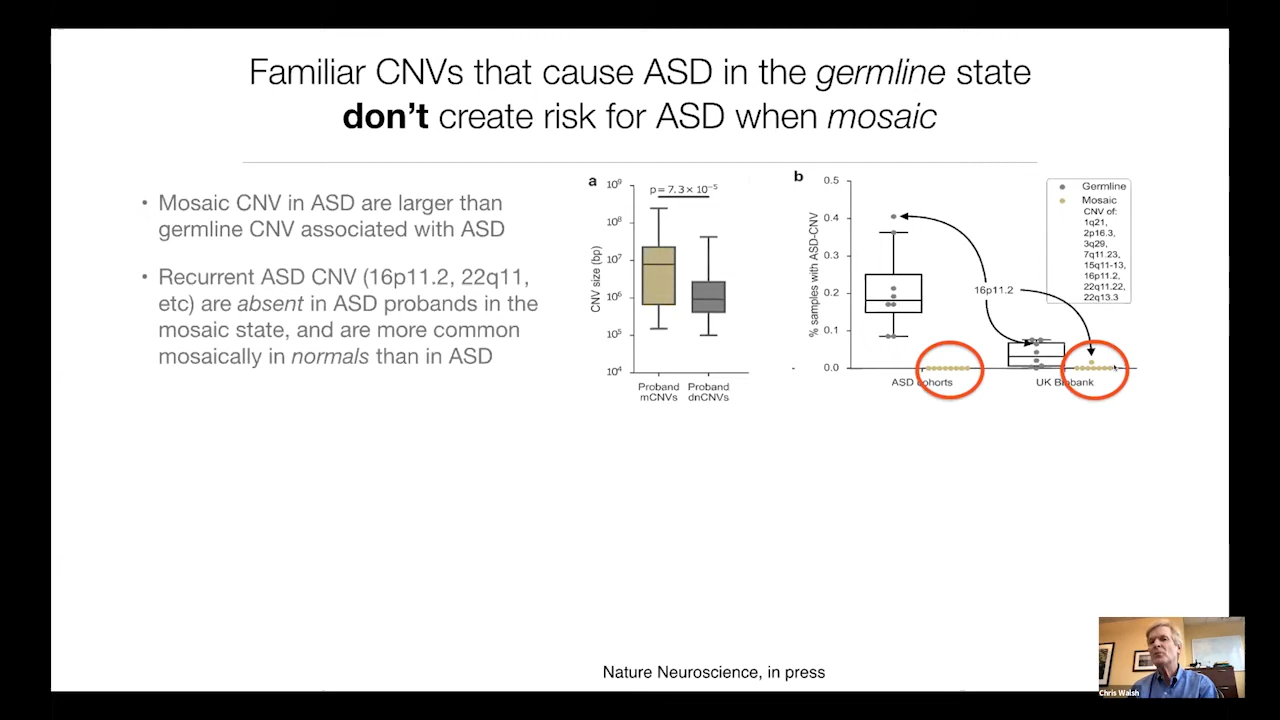 Familiar CNVs that cause ASD in the germline state
don't create risk for ASD when mosaic
• Mosaic CNV in ASD are larger than
germline CNV associated with ASD
• Recurrent ASD CNV (16p11.2, 22q11,
etc) are absent in ASD probands in the
mosaic state, and are more common
mosaically in normals than in ASD
a
p = 7.3 × 10⁻⁵
CNV size (bp)
10⁹
10⁸
10⁷
10⁶
10⁵
10⁴
Proband
mCNVs
Proband
dnCNVs
b
% samples with ASD-CNV
0.5
0.4
0.3
0.2
0.1
0.0
16p11.2
ASD cohorts
UK Biobank
Germline
Mosaic
CNV of:
1q21,
2p16.3,
3q29,
7q11.23,
15q11-13,
16p11.2,
22q11.22,
22q13.3
Nature Neuroscience, in press
Chris Walsh